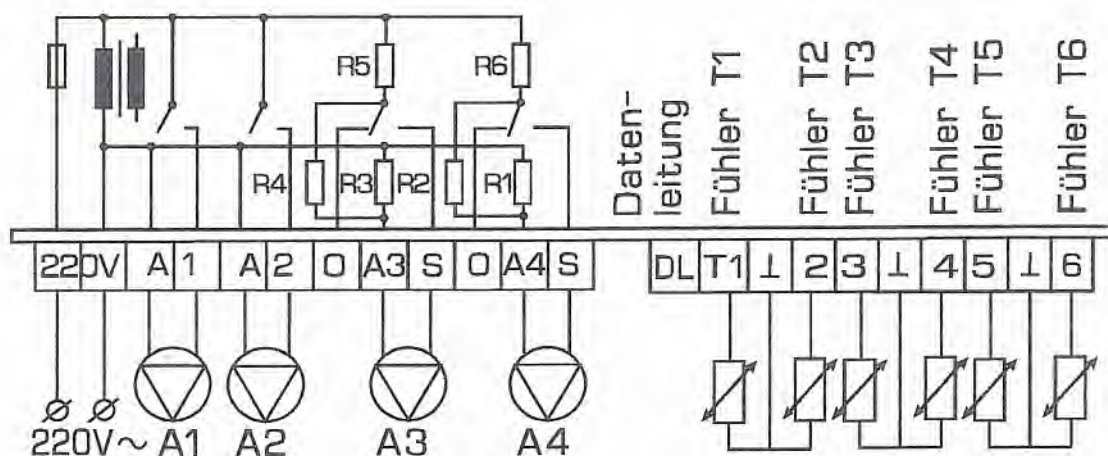 R5 R6
R4 R3 R2 R1
Daten-
leitung
Fühler T1
Fühler T2
Fühler T3
Fühler T4
Fühler T5
Fühler T6
220V A 1 A 2 O A3 S O A4 S
DL T1 ⊥ 2 3 ⊥ 4 5 ⊥ 6
220V~ A1 A2 A3 A4